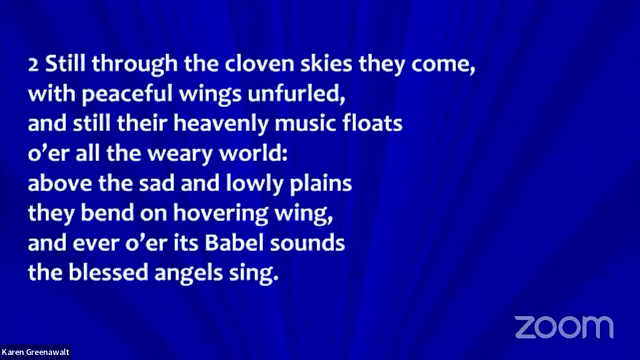 2 Still through the cloven skies they come,
with peaceful wings unfurled,
and still their heavenly music floats
o’er all the weary world:
above the sad and lowly plains
they bend on hovering wing,
and ever o’er its Babel sounds
the blessed angels sing.
zoom
Karen Greenawalt